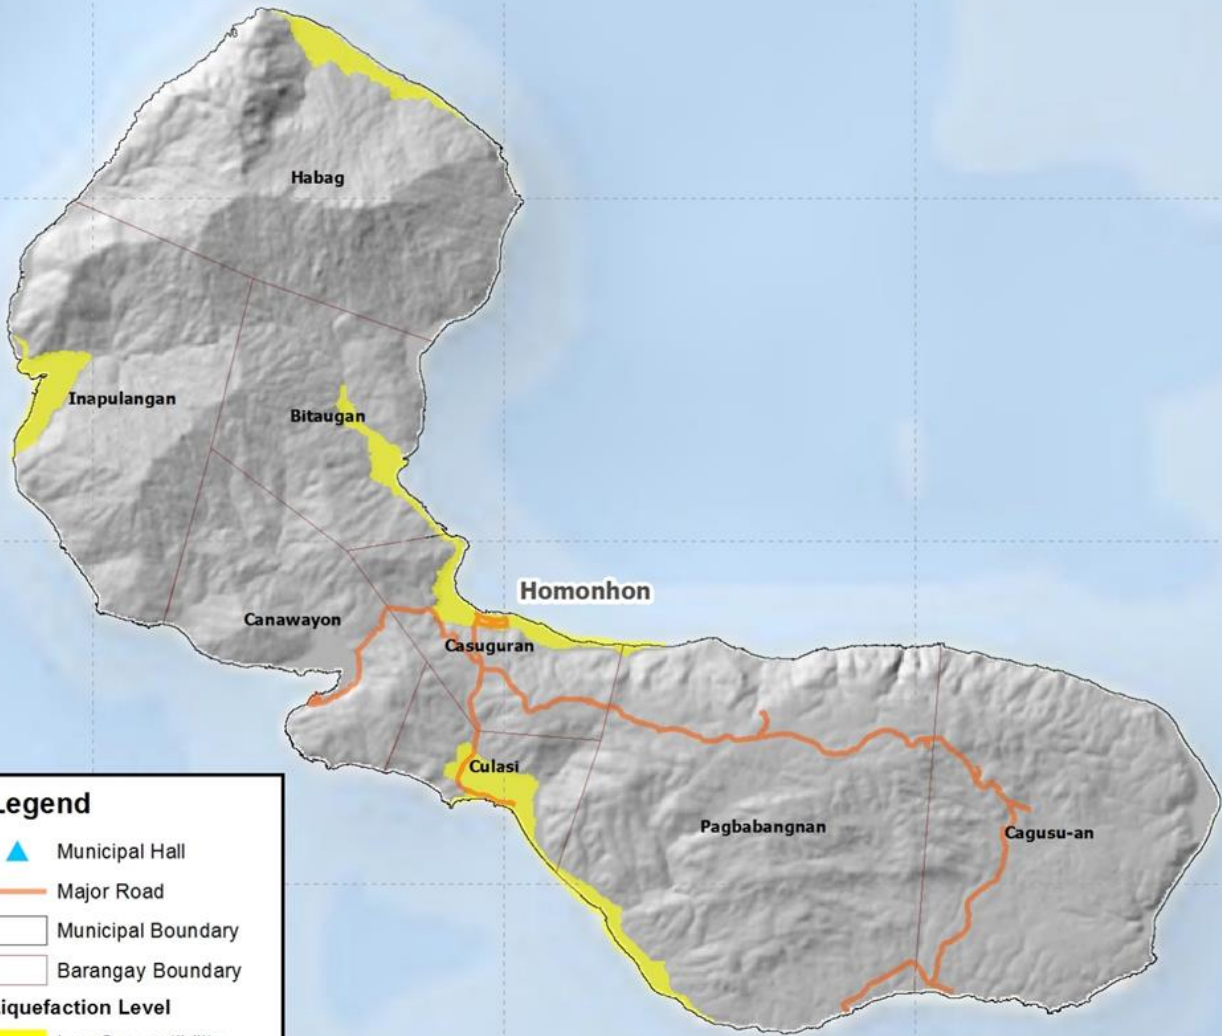 Habag
Inapulangan
Bitaugan
Homonhon
Canawayon
Casuguran
Culasi
Pagbabangnan
Cagusu-an
Legend
Municipal Hall
Major Road
Municipal Boundary
Barangay Boundary
Liquefaction Level